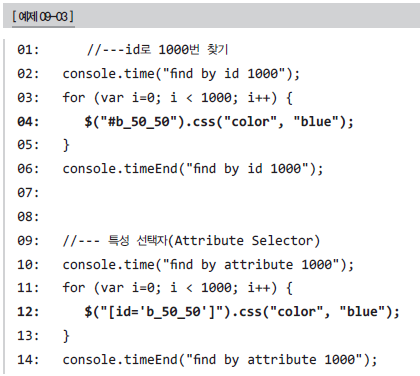 [ 예제 09-03 ]
01:    //---id로 1000번 찾기
02:  console.time("find by id 1000");
03:  for (var i=0; i < 1000; i++) {
04:    $("#b_50_50").css("color", "blue");
05:  }
06:  console.timeEnd("find by id 1000");
07:
08:
09:  //--- 특성 선택자(Attribute Selector)
10:  console.time("find by attribute 1000");
11:  for (var i=0; i < 1000; i++) {
12:    $("[id='b_50_50']").css("color", "blue");
13:  }
14:  console.timeEnd("find by attribute 1000");